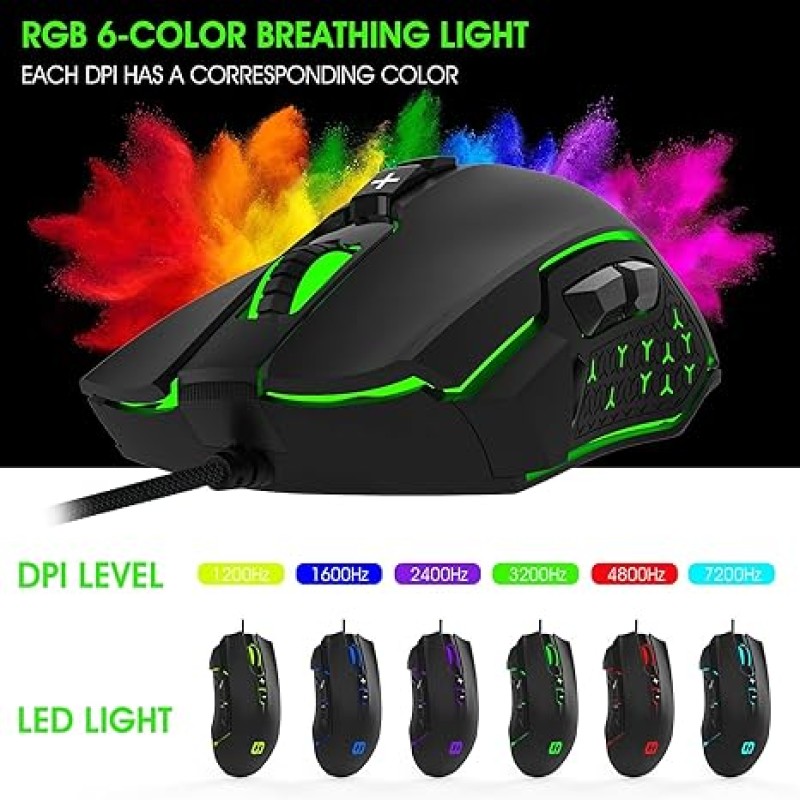 RGB 6-COLOR BREATHING LIGHT
EACH DPI HAS A CORRESPONDING COLOR
DPI LEVEL 1200Hz 1600Hz 2400Hz 3200Hz 4800Hz 7200Hz
LED LIGHT